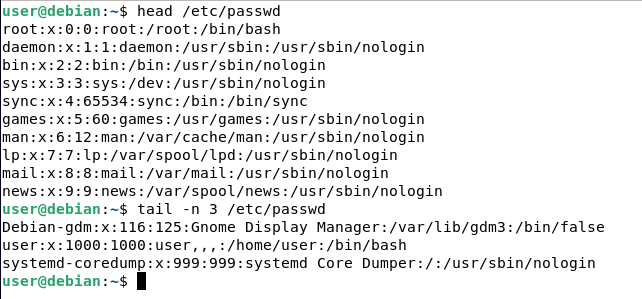 user@debian:~$ head /etc/passwd
root:x:0:0:root:/root:/bin/bash
daemon:x:1:1:daemon:/usr/sbin:/usr/sbin/nologin
bin:x:2:2:bin:/bin:/usr/sbin/nologin
sys:x:3:3:sys:/dev:/usr/sbin/nologin
sync:x:4:65534:sync:/bin:/bin/sync
games:x:5:60:games:/usr/games:/usr/sbin/nologin
man:x:6:12:man:/var/cache/man:/usr/sbin/nologin
lp:x:7:7:lp:/var/spool/lpd:/usr/sbin/nologin
mail:x:8:8:mail:/var/mail:/usr/sbin/nologin
news:x:9:9:news:/var/spool/news:/usr/sbin/nologin
user@debian:~$ tail -n 3 /etc/passwd
Debian-gdm:x:116:125:Gnome Display Manager:/var/lib/gdm3:/bin/false
user:x:1000:1000:user,,,:/home/user:/bin/bash
systemd-coredump:x:999:999:systemd Core Dumper:/:/usr/sbin/nologin
user@debian:~$